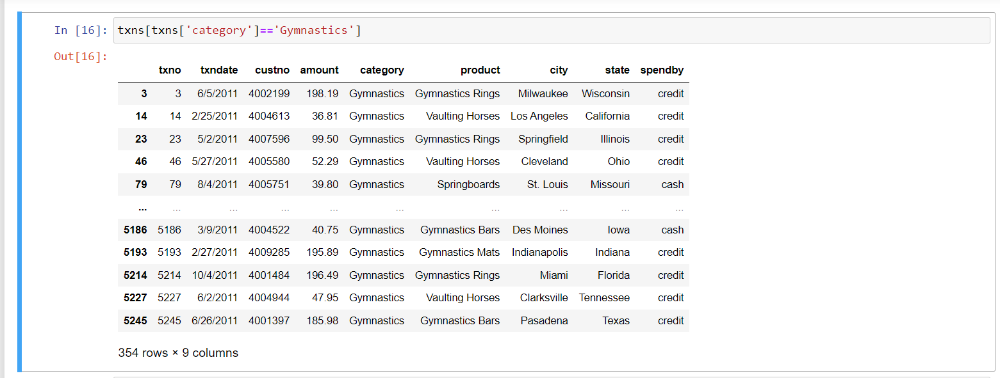 In [16]: txns[txns['category']=='Gymnastics']
Out[16]:
txno txndate custno amount category product city state spendby
3 3 6/5/2011 4002199 198.19 Gymnastics Gymnastics Rings Milwaukee Wisconsin credit
14 14 2/25/2011 4004613 36.81 Gymnastics Vaulting Horses Los Angeles California credit
23 23 5/2/2011 4007596 99.50 Gymnastics Gymnastics Rings Springfield Illinois credit
46 46 5/27/2011 4005580 52.29 Gymnastics Vaulting Horses Cleveland Ohio credit
79 79 8/4/2011 4005751 39.80 Gymnastics Springboards St. Louis Missouri cash
... ... ... ... ... ... ... ... ... ...
5186 5186 3/9/2011 4004522 40.75 Gymnastics Gymnastics Bars Des Moines Iowa cash
5193 5193 2/27/2011 4009285 195.89 Gymnastics Gymnastics Mats Indianapolis Indiana credit
5214 5214 10/4/2011 4001484 196.49 Gymnastics Gymnastics Rings Miami Florida credit
5227 5227 6/2/2011 4004944 47.95 Gymnastics Vaulting Horses Clarksville Tennessee credit
5245 5245 6/26/2011 4001397 185.98 Gymnastics Gymnastics Bars Pasadena Texas credit
354 rows × 9 columns